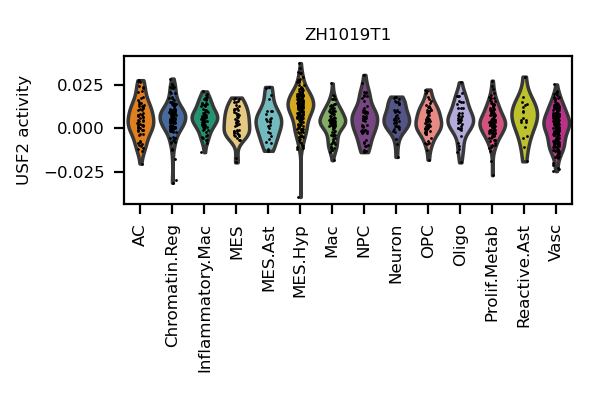 ZH1019T1
USF2 activity
0.025
0.000
−0.025
AC
Chromatin.Reg
Inflammatory.Mac
MES
MES.Ast
MES.Hyp
Mac
NPC
Neuron
OPC
Oligo
Prolif.Metab
Reactive.Ast
Vasc